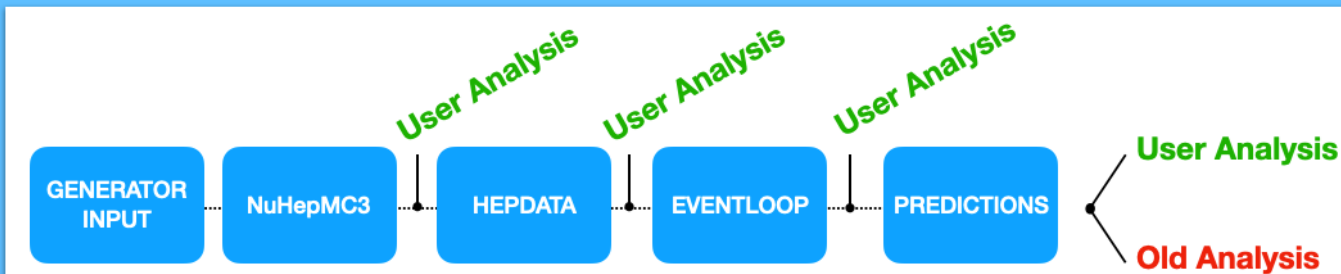 User Analysis
User Analysis
User Analysis
GENERATOR
INPUT
NuHepMC3
HEPDATA
EVENTLOOP
PREDICTIONS
User Analysis
Old Analysis